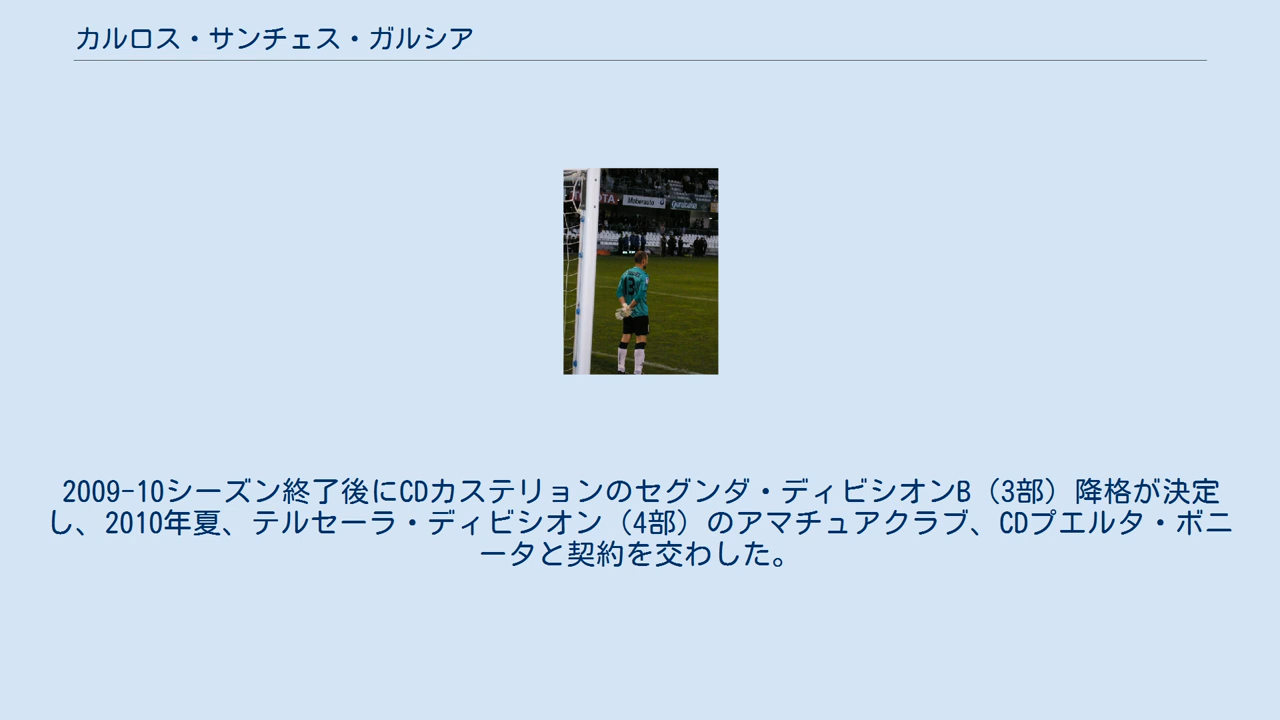 カルロス・サンチェス・ガルシア
TA
Moberauto
2009-10シーズン終了後にCDカステリョンのセグンダ・ディビシオンB（3部）降格が決定
し、2010年夏、テルセーラ・ディビシオン（4部）のアマチュアクラブ、CDプエルタ・ボニ
ータと契約を交わした。